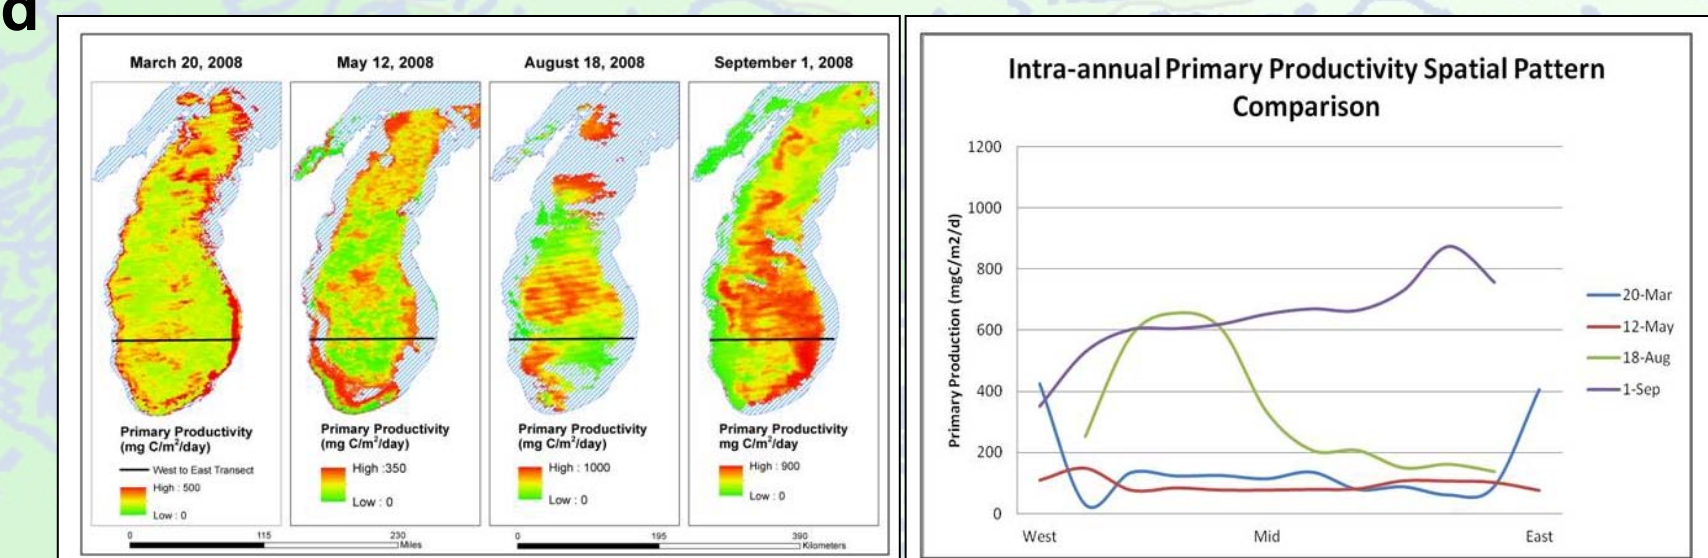 d
March 20, 2008
May 12, 2008
August 18, 2008
September 1, 2008
Primary Productivity
(mg C/m²/day)
West to East Transect
High : 500
Low : 0
Primary Productivity
(mg C/m²/day)
High :350
Low : 0
Primary Productivity
(mg C/m²/day)
High : 1000
Low : 0
Primary Productivity
mg C/m²/day
High : 900
Low : 0
0 115 230 Miles
0 195 390 Kilometers
Intra-annual Primary Productivity Spatial Pattern
Comparison
Primary Production (mgC/m2/d)
1200
1000
800
600
400
200
0
West Mid East
20-Mar
12-May
18-Aug
1-Sep